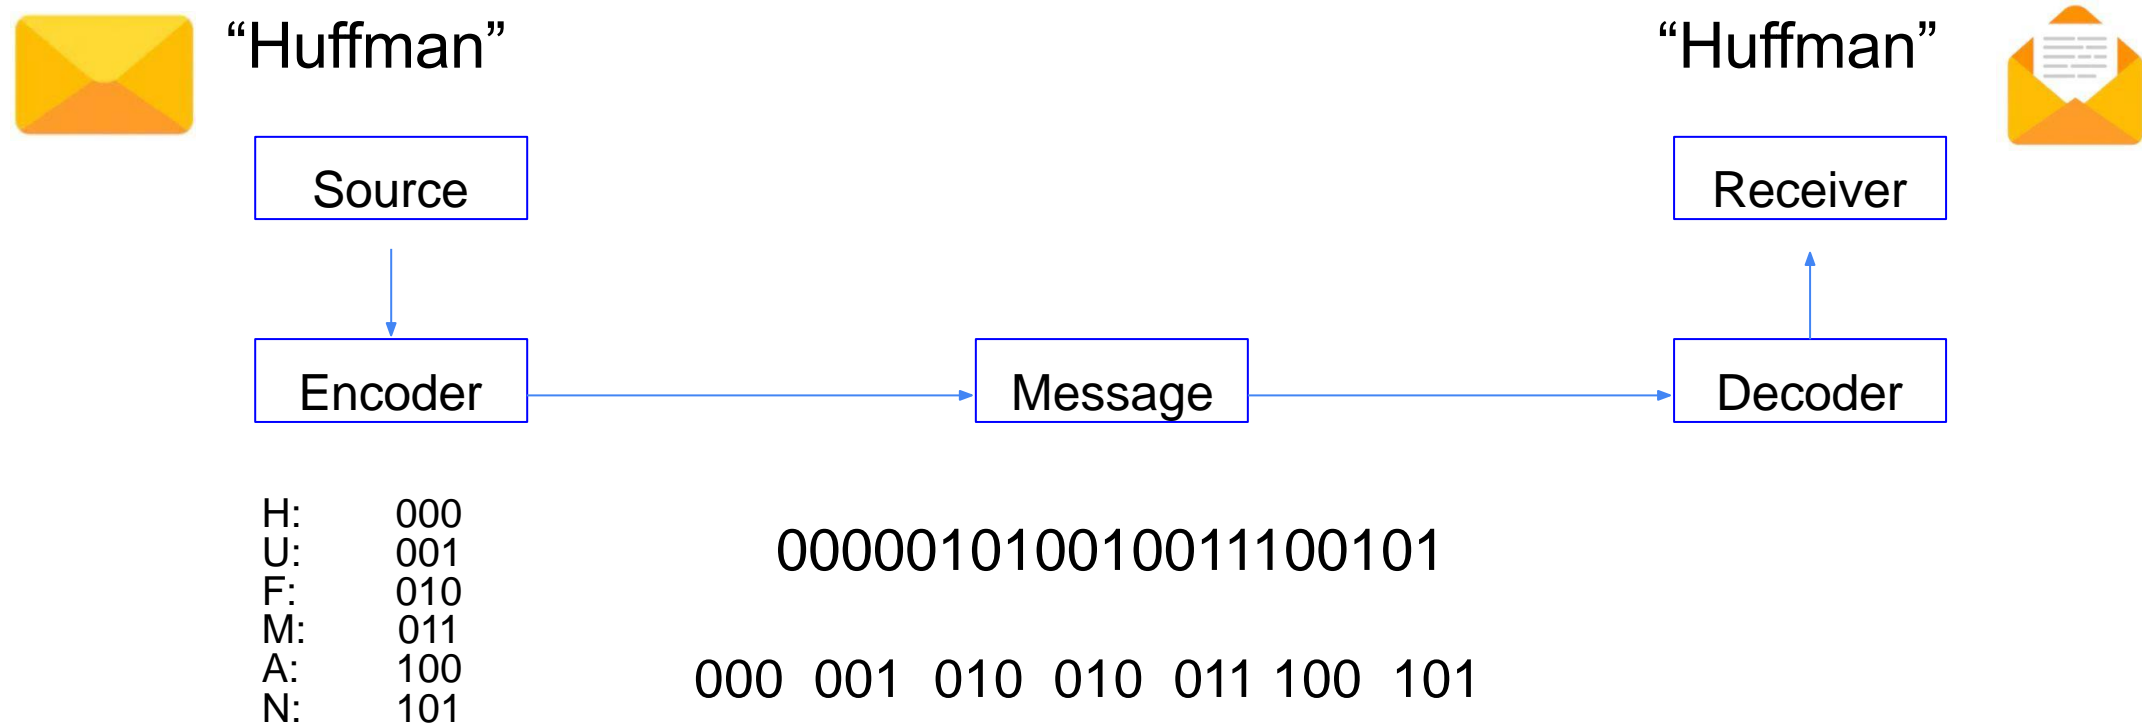 “Huffman”
“Huffman”
Source
Receiver
Encoder
Message
Decoder
H: 000
U: 001
F: 010
M: 011
A: 100
N: 101
000001010010011100101
000 001 010 010 011 100 101